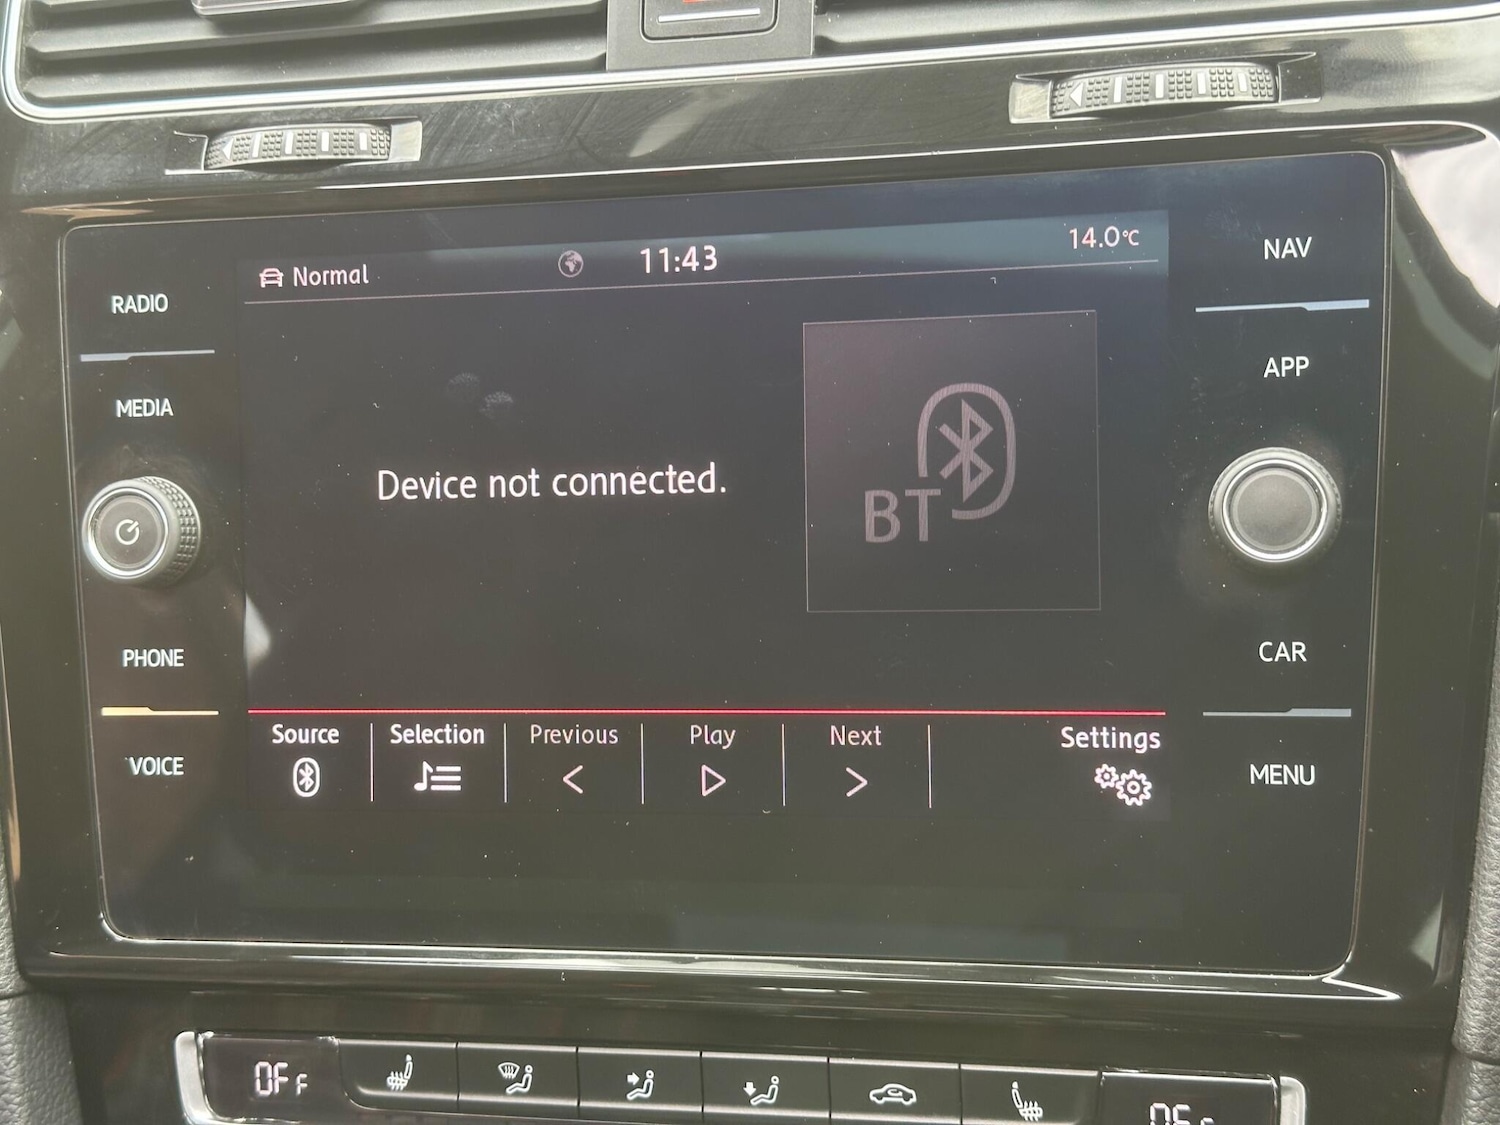 Normal
11:43
14.0°C
RADIO
MEDIA
PHONE
VOICE
Device not connected.
BT
Source
Selection
Previous
Play
Next
Settings
NAV
APP
CAR
MENU
OFF
OFF